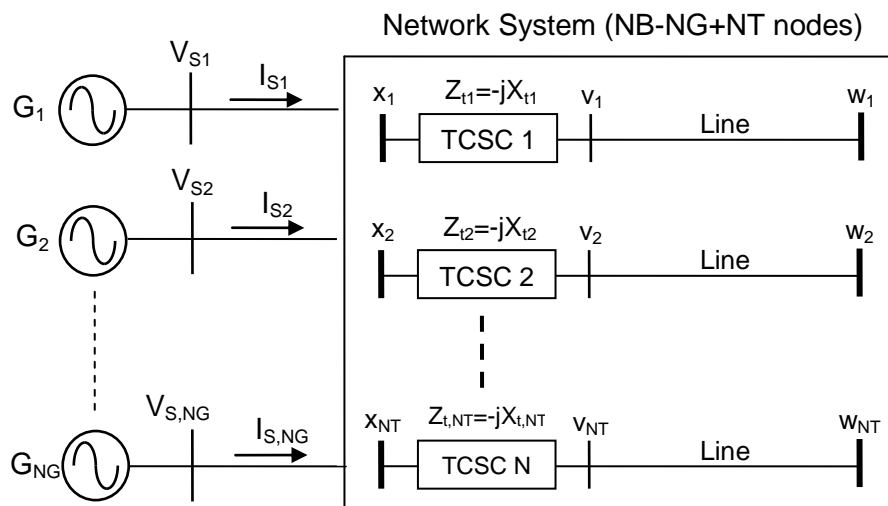 Network System (NB-NG+NT nodes)
G1
VS1
IS1
x1
Zt1=-jXt1
TCSC 1
v1
Line
w1
G2
VS2
IS2
x2
Zt2=-jXt2
TCSC 2
v2
Line
w2
GNG
VS,NG
IS,NG
xNT
Zt,NT=-jXt,NT
TCSC N
vNT
Line
wNT